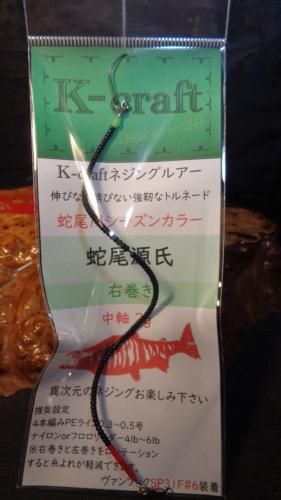 K-craft
K-craftネジングルアー
伸びない錆びない強靭なトルネード
蛇尾川シーズンカラー
蛇尾源氏
右巻き
中軸 2g
異次元のネジングお楽しみ下さい
推奨設定
4本編みPEライン0.3〜0.5号
ナイロンorフロロリーダー4lb〜6lb
※右巻きと左巻きをローテーション
すると糸よれが軽減できます。
ヴァンフックSP31F#6装着